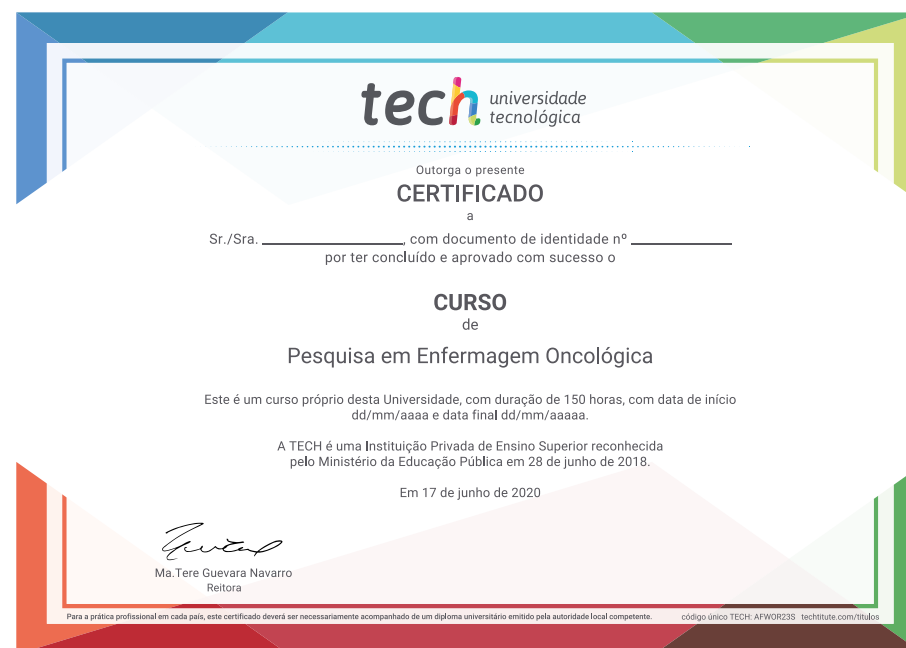 tech universidade
tecnológica
Outorga o presente
CERTIFICADO
a
Sr./Sra. ____________________, com documento de identidade nº ______________
por ter concluído e aprovado com sucesso o
CURSO
de
Pesquisa em Enfermagem Oncológica
Este é um curso próprio desta Universidade, com duração de 150 horas, com data de início
dd/mm/aaaa e data final dd/mm/aaaaa.
A TECH é uma Instituição Privada de Ensino Superior reconhecida
pelo Ministério da Educação Pública em 28 de junho de 2018.
Em 17 de junho de 2020
Ma.Tere Guevara Navarro
Reitora
Para a prática profissional em cada país, este certificado deverá ser necessariamente acompanhado de um diploma universitário emitido pela autoridade local competente. código único TECH: AFWOR23S techtitute.com/titulos